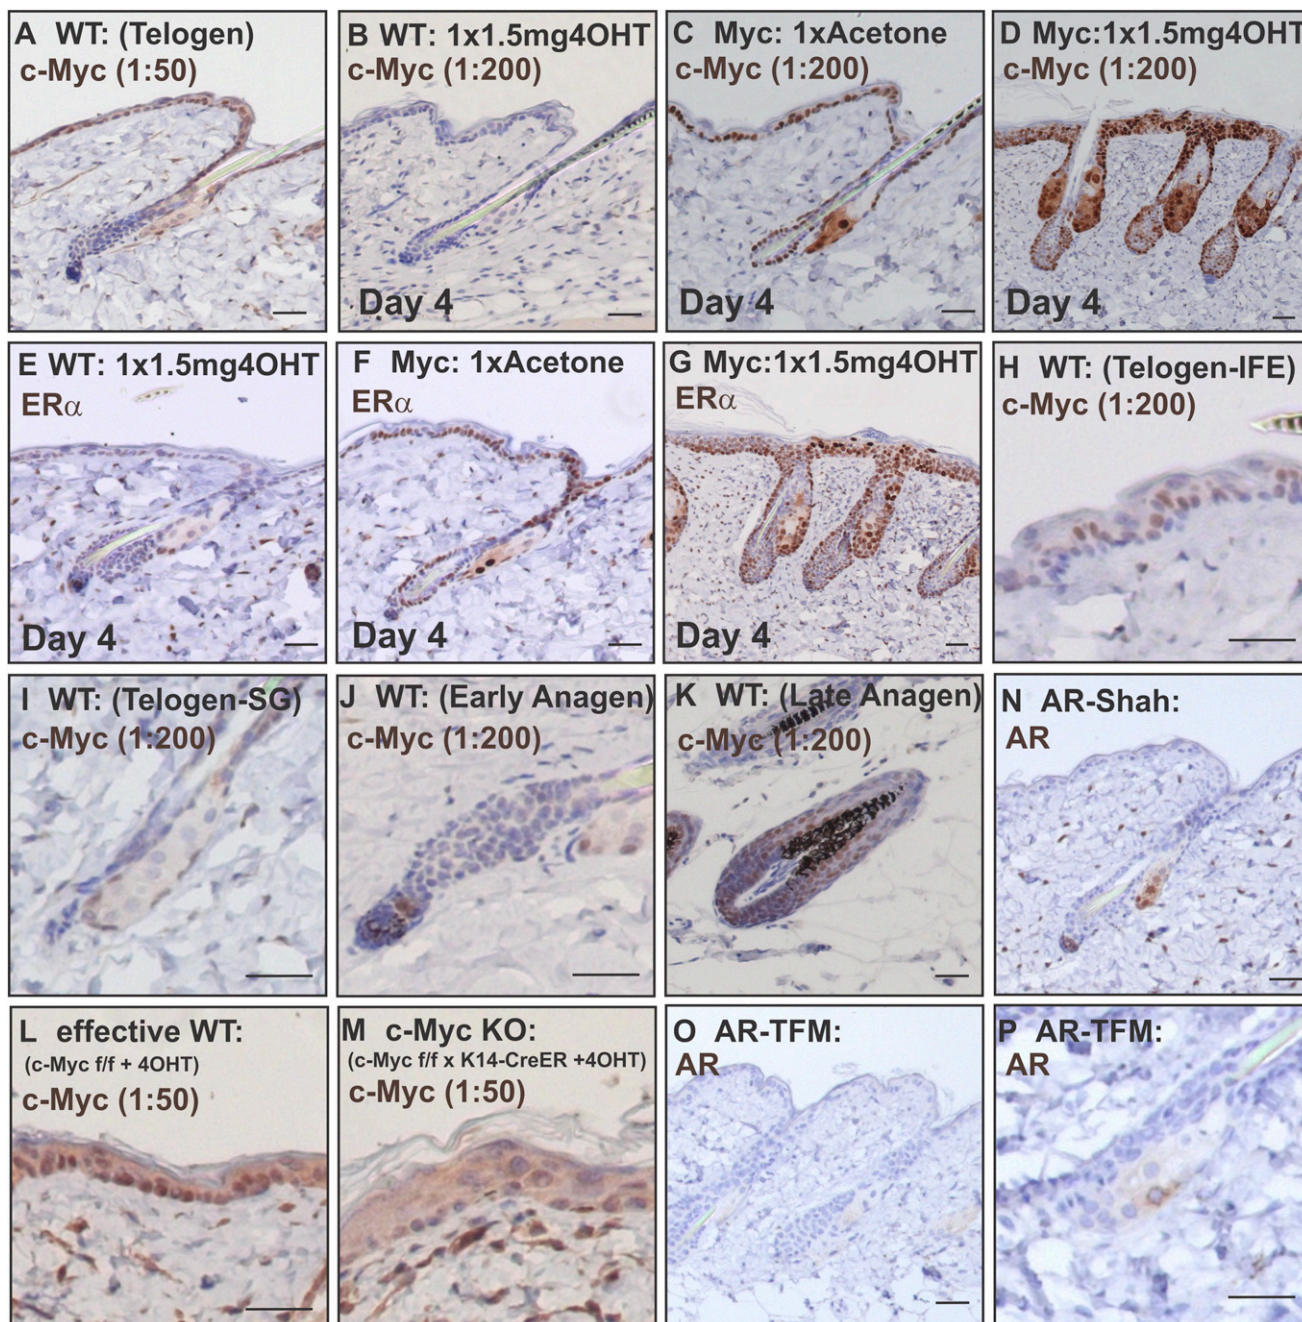 A WT: (Telogen)
c-Myc (1:50)
B WT: 1x1.5mg4OHT
c-Myc (1:200)
Day 4
C Myc: 1xAcetone
c-Myc (1:200)
Day 4
D Myc:1x1.5mg4OHT
c-Myc (1:200)
Day 4
E WT: 1x1.5mg4OHT
ERα
Day 4
F Myc: 1xAcetone
ERα
Day 4
G Myc:1x1.5mg4OHT
ERα
Day 4
H WT: (Telogen-IFE)
c-Myc (1:200)
I WT: (Telogen-SG)
c-Myc (1:200)
J WT: (Early Anagen)
c-Myc (1:200)
K WT: (Late Anagen)
c-Myc (1:200)
N AR-Shah:
AR
L effective WT:
(c-Myc f/f + 4OHT)
c-Myc (1:50)
M c-Myc KO:
(c-Myc f/f x K14-CreER +4OHT)
c-Myc (1:50)
O AR-TFM:
AR
P AR-TFM:
AR